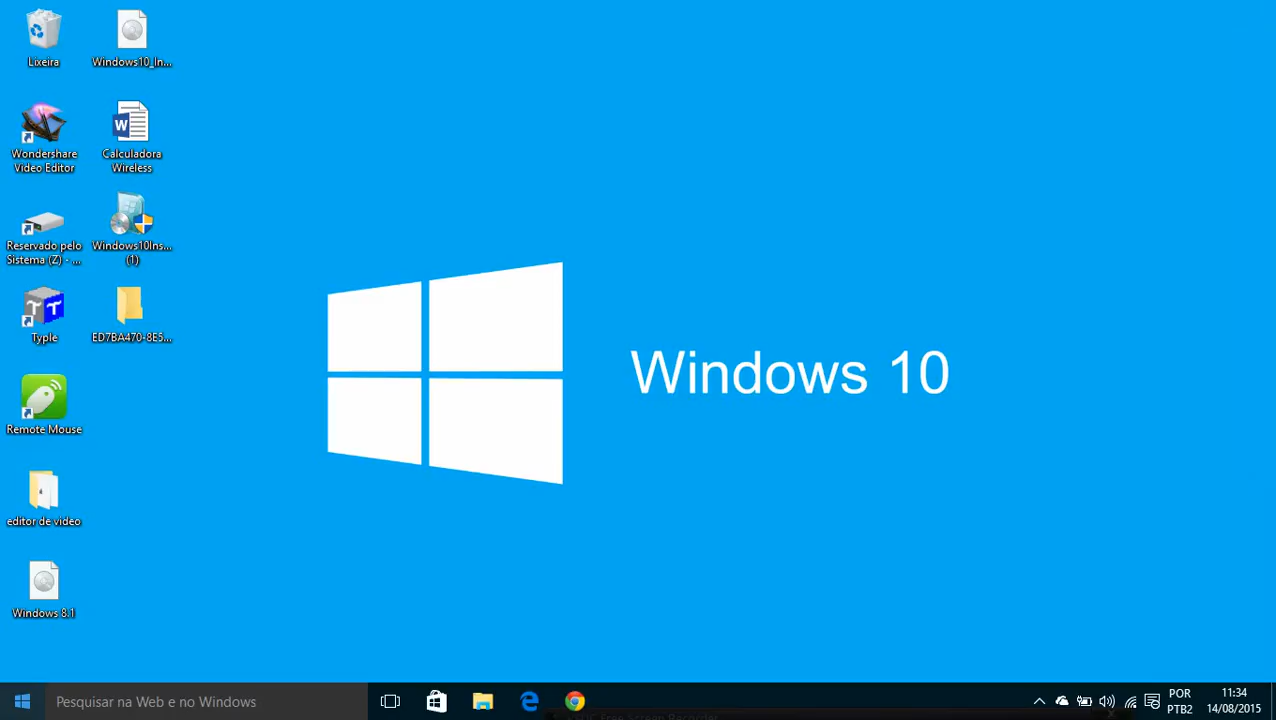 Lixeira
Windows10_In...
Wondershare
Video Editor
Calculadora
Wireless
Reservado pelo
Sistema (Z) - ...
Windows10Ins...
(1)
Typle
ED7BA470-8E5...
Remote Mouse
editor de vídeo
Windows 8.1
Windows 10
Pesquisar na Web e no Windows
POR
PTB2
11:34
14/08/2015